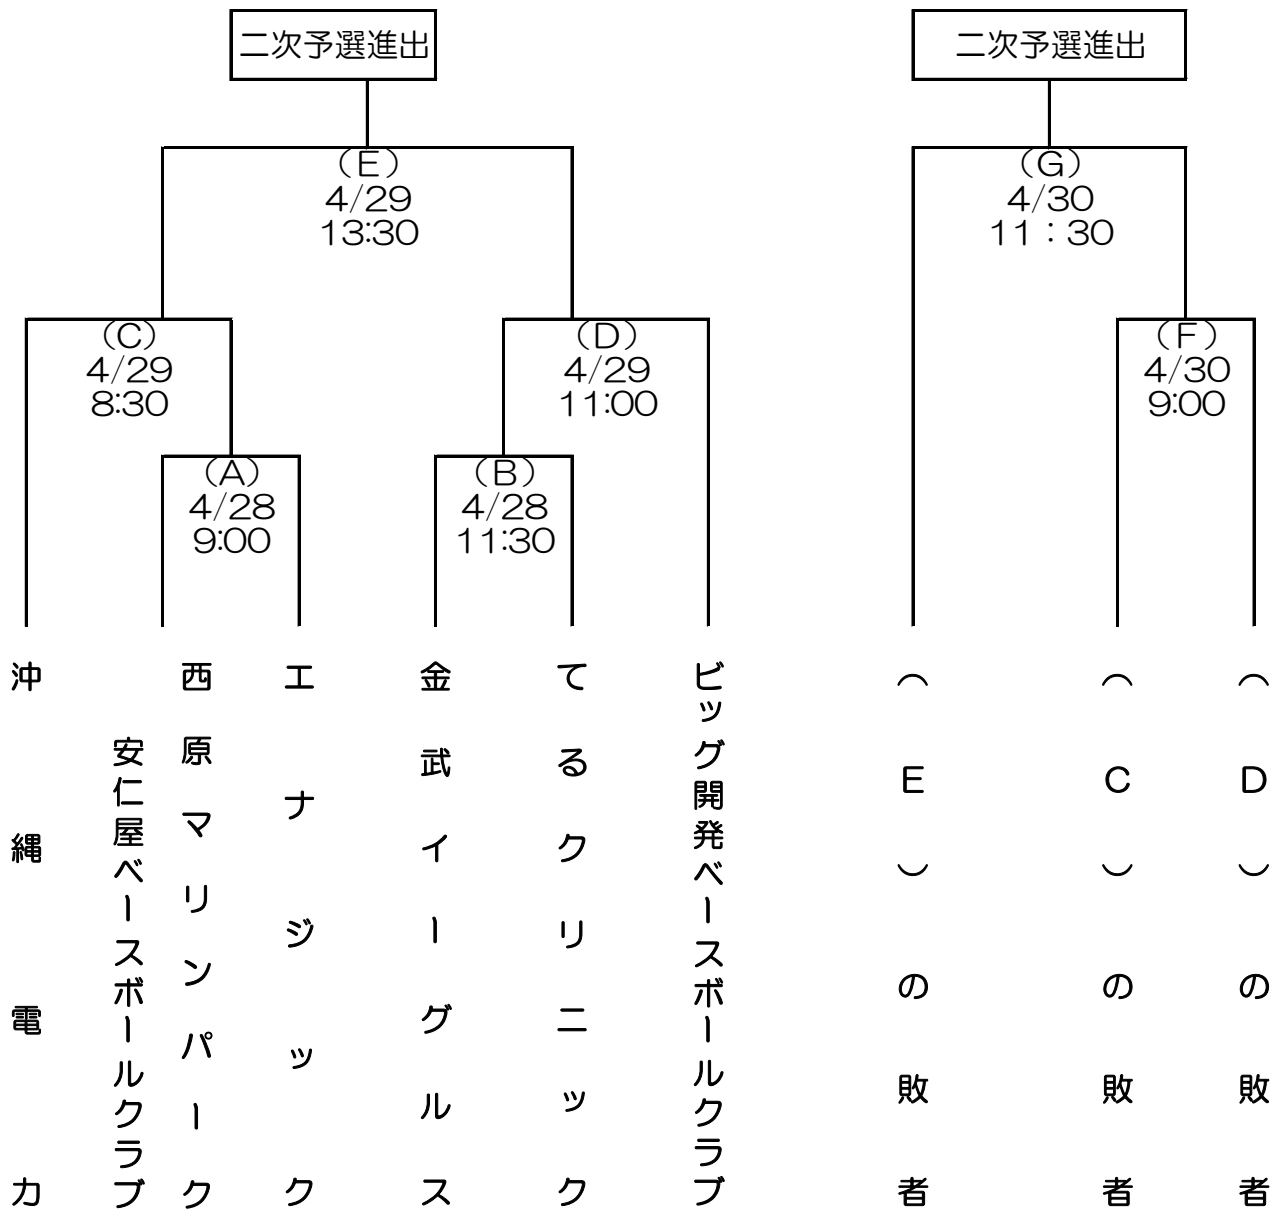 二次予選進出
二次予選進出
(E)
4/29
13:30
(G)
4/30
11：30
(C)
4/29
8:30
(D)
4/29
11:00
(F)
4/30
9:00
(A)
4/28
9:00
(B)
4/28
11:30
沖縄電力
西原マリンパーク
安仁屋ベースボールクラブ
エナジック
金武イーグルス
てるクリニック
ビッグ開発ベースボールクラブ
(E)の敗者
(C)の敗者
(D)の敗者